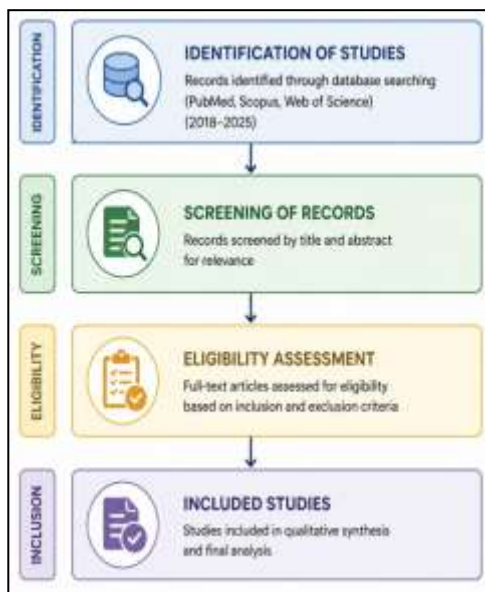 IDENTIFICATION
IDENTIFICATION OF STUDIES
Records identified through database searching
(PubMed, Scopus, Web of Science)
(2018–2025)
SCREENING
SCREENING OF RECORDS
Records screened by title and abstract
for relevance
ELIGIBILITY
ELIGIBILITY ASSESSMENT
Full-text articles assessed for eligibility
based on inclusion and exclusion criteria
INCLUSION
INCLUDED STUDIES
Studies included in qualitative synthesis
and final analysis